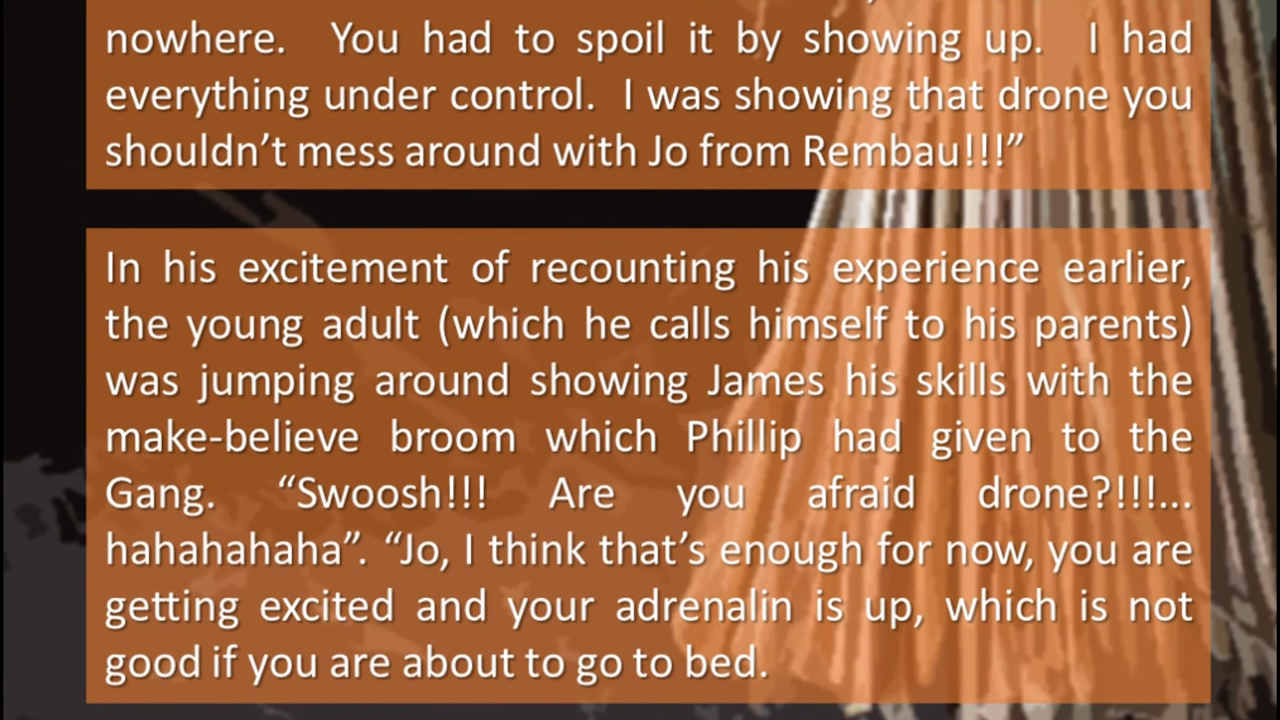 nowhere. You had to spoil it by showing up. I had
everything under control. I was showing that drone you
shouldn’t mess around with Jo from Rembau!!!”
In his excitement of recounting his experience earlier,
the young adult (which he calls himself to his parents)
was jumping around showing James his skills with the
make-believe broom which Phillip had given to the
Gang. “Swoosh!!! Are you afraid drone?!!!...
hahahahaha”. “Jo, I think that’s enough for now, you are
getting excited and your adrenalin is up, which is not
good if you are about to go to bed.